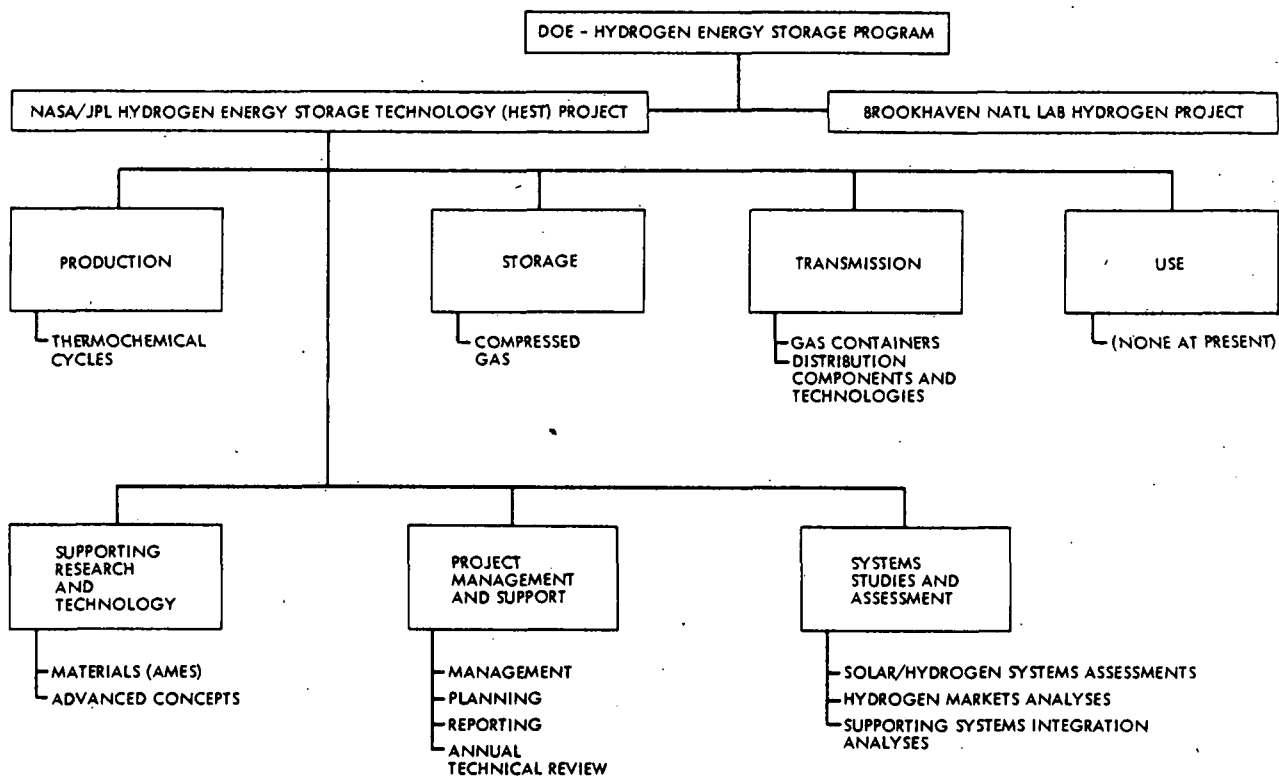 DOE - HYDROGEN ENERGY STORAGE PROGRAM
NASA/JPL HYDROGEN ENERGY STORAGE TECHNOLOGY (HEST) PROJECT
BROOKHAVEN NATL LAB HYDROGEN PROJECT
PRODUCTION
THERMOCHEMICAL
CYCLES
STORAGE
COMPRESSED
GAS
TRANSMISSION
GAS CONTAINERS
DISTRIBUTION
COMPONENTS AND
TECHNOLOGIES
USE
(NONE AT PRESENT)
SUPPORTING
RESEARCH
AND
TECHNOLOGY
MATERIALS (AMES)
ADVANCED CONCEPTS
PROJECT
MANAGEMENT
AND SUPPORT
MANAGEMENT
PLANNING
REPORTING
ANNUAL
TECHNICAL REVIEW
SYSTEMS
STUDIES AND
ASSESSMENT
SOLAR/HYDROGEN SYSTEMS ASSESSMENTS
HYDROGEN MARKETS ANALYSES
SUPPORTING SYSTEMS INTEGRATION
ANALYSES